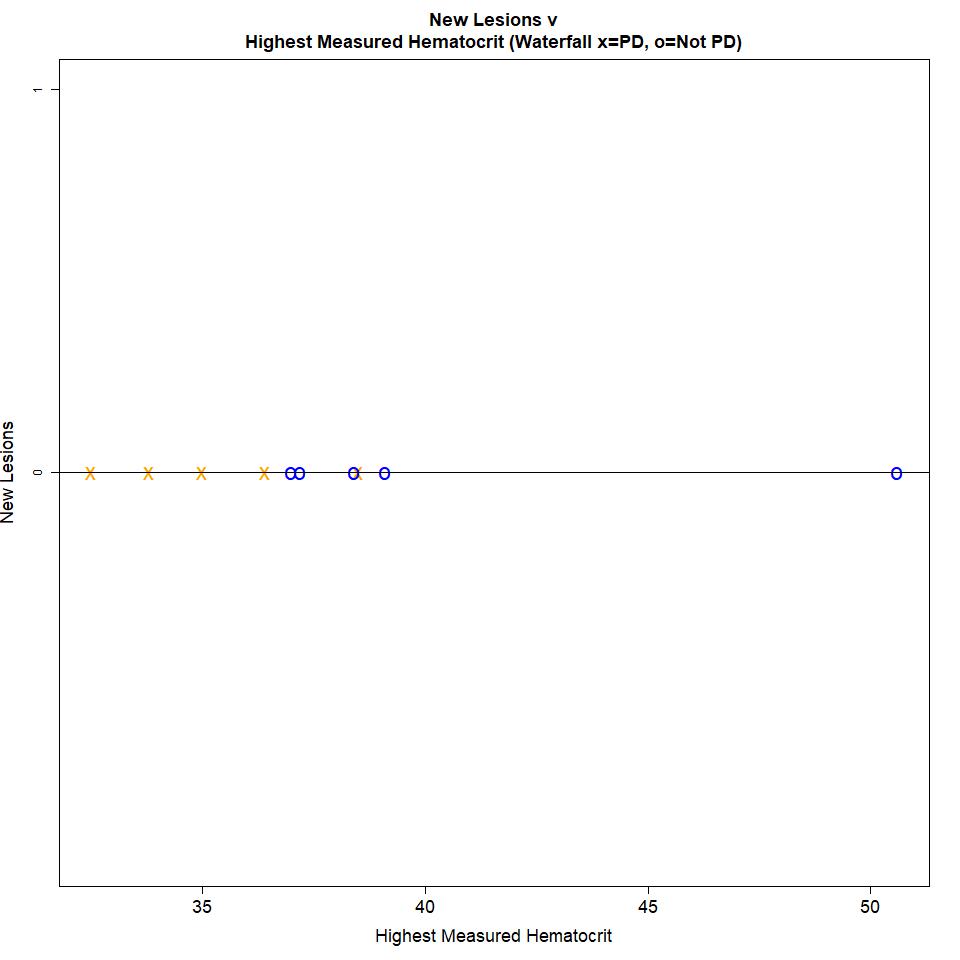 New Lesions v
Highest Measured Hematocrit (Waterfall x=PD, o=Not PD)
1
New Lesions
0
x x x x o o o x o o
35 40 45 50
Highest Measured Hematocrit